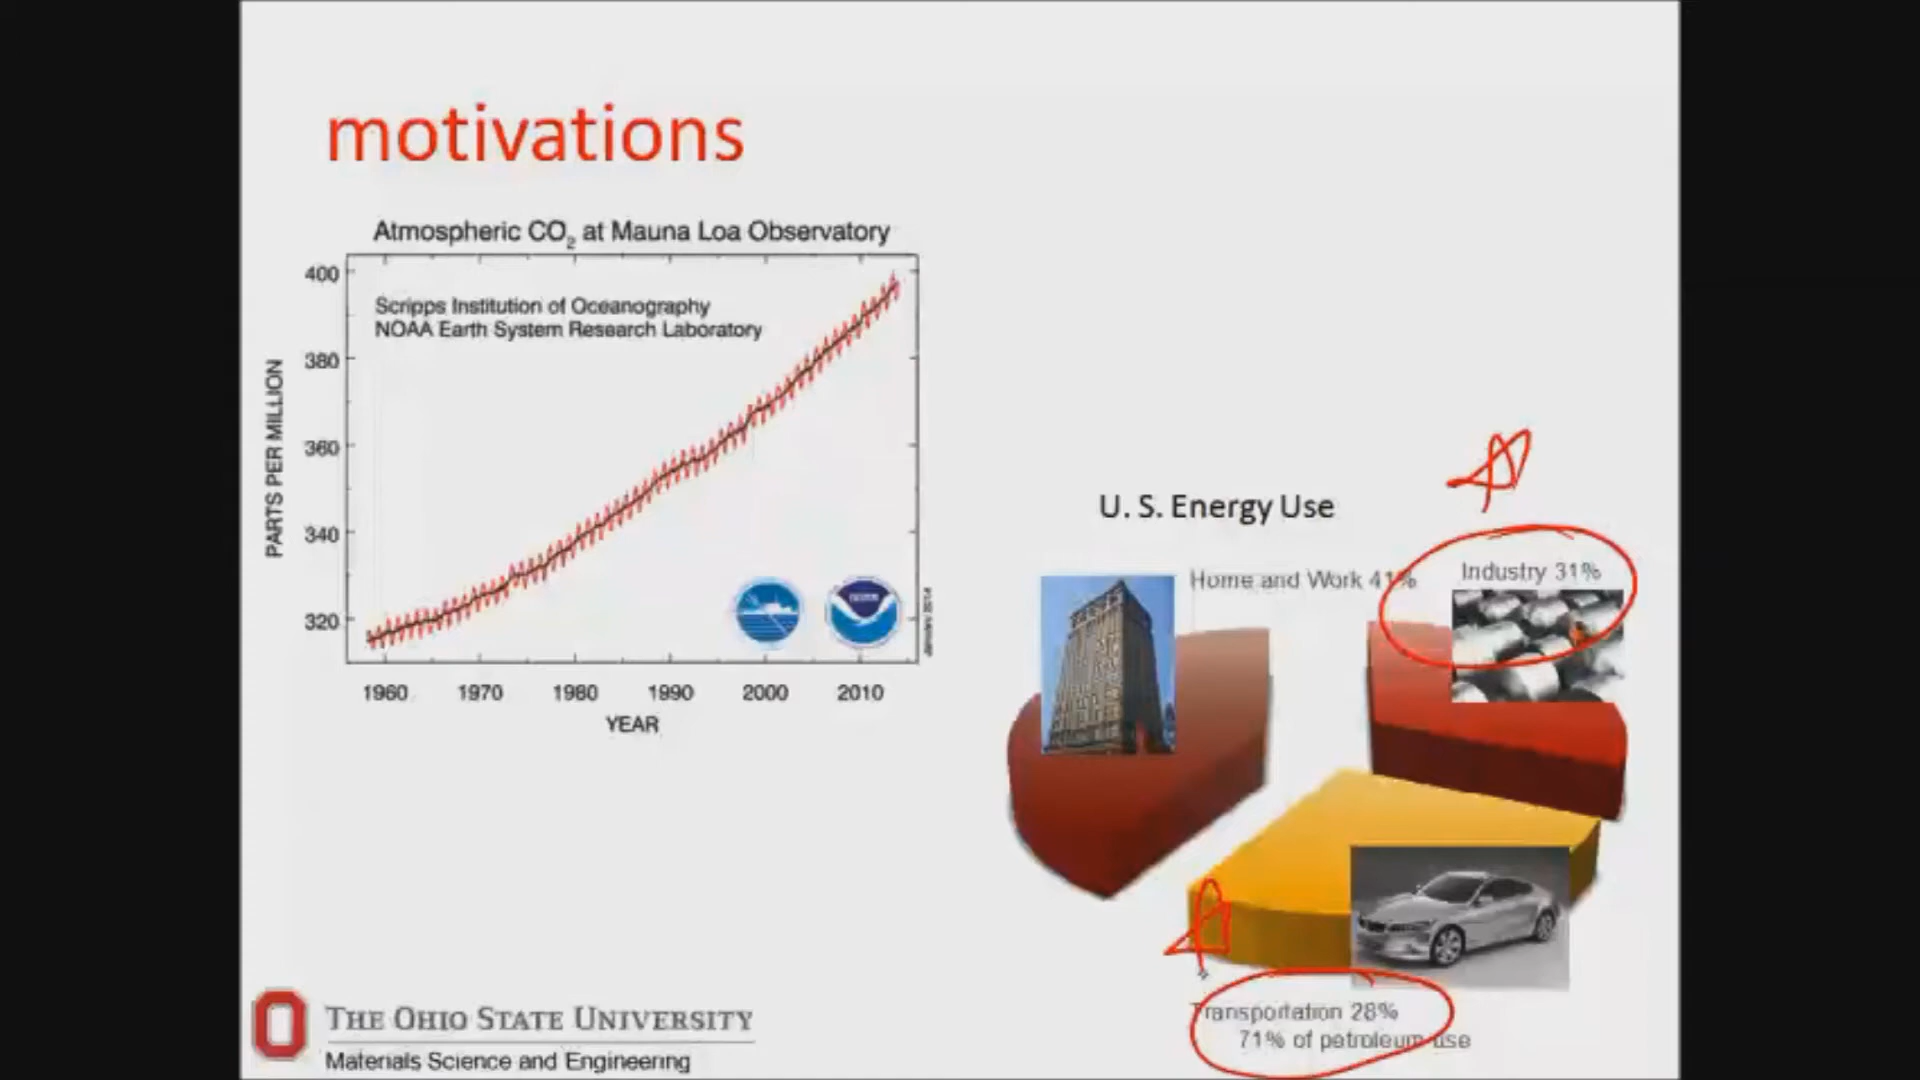 motivations
Atmospheric CO2 at Mauna Loa Observatory
Scripps Institution of Oceanography
NOAA Earth System Research Laboratory
PARTS PER MILLION
400
380
360
340
320
1960 1970 1980 1990 2000 2010
YEAR
U. S. Energy Use
Home and Work 41%
Industry 31%
Transportation 28%
71% of petroleum use
THE OHIO STATE UNIVERSITY
Materials Science and Engineering